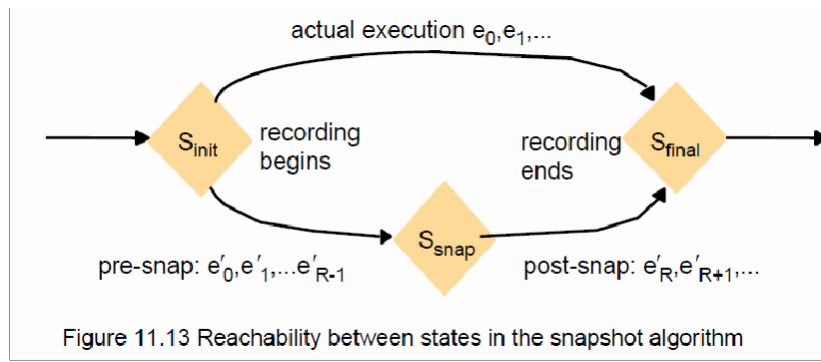 actual execution e0,e1,...
Sinit
recording
begins
recording
ends
Sfinal
Ssnap
pre-snap: e'0,e'1,...e'R-1
post-snap: e'R,e'R+1,...
Figure 11.13 Reachability between states in the snapshot algorithm